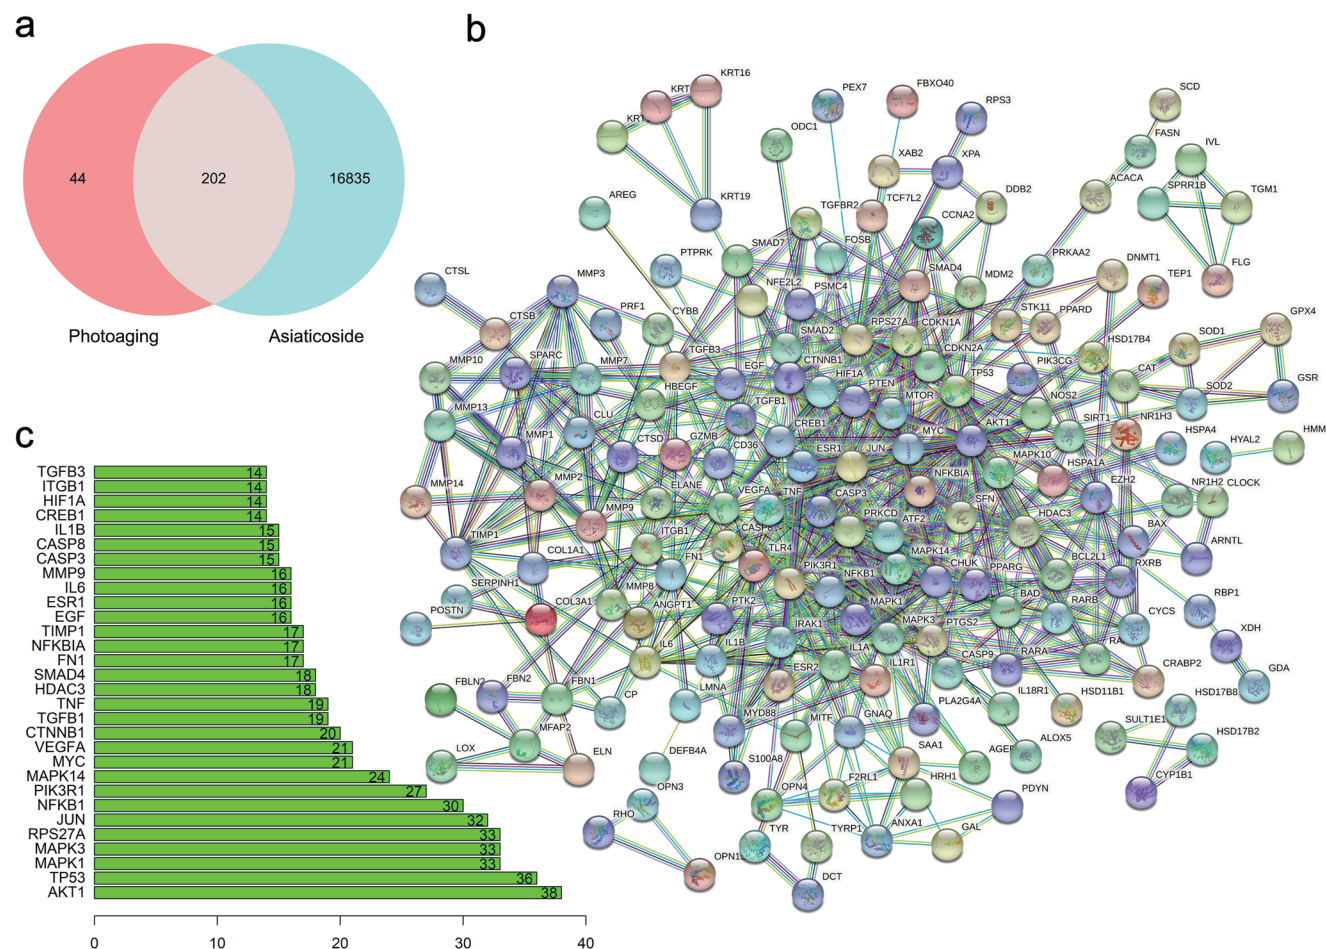 a
44
202
16835
Photoaging
Asiaticoside
b
KRT16
KRT
KRT
KRT19
PEX7
FBXO40
RPS3
ODC1
XAB2
XPA
SCD
FASN
IVL
ACACA
SPRR1B
TGM1
FLG
AREG
TGFBR2
TCF7L2
DDB2
CCNA2
FOSB
SMAD7
PTPRK
SMAD4
MDM2
PRKAA2
DNMT1
TEP1
CTSL
MMP3
NFE2L2
PSMC4
PRF1
CYBB
CTSB
SMAD2
RPS27A
CDKN1A
STK11
PPARD
GPX4
SOD1
TGFB3
CDKN2A
HSD17B4
MMP10
SPARC
MMP7
EGF
CTNNB1
HIF1A
TP53
PIK3CG
CAT
HBEGF
PTEN
SOD2
GSR
MMP13
CLU
TGFB1
MTOR
NOS2
MMP1
CTSD
GZMB
CD36
CREB1
MYC
AKT1
SIRT1
NR1H3
HSPA4
HYAL2
HMM
ESR1
JUN
MAPK10
MMP14
MMP2
ELANE
VEGFA
TNF
CASP3
NFKBIA
HSPA1A
EZH2
NR1H2
CLOCK
MMP9
ITGB1
CASP8
PRKCD
ATF2
SFN
HDAC3
BAX
TIMP1
COL1A1
FN1
TLR4
MAPK14
ARNTL
SERPINH1
MMP8
PIK3R1
NFKB1
CHUK
PPARG
BCL2L1
RXRB
POSTN
COL3A1
ANGPT1
PTK2
MAPK1
BAD
RARB
CYCS
RBP1
IL6
IL1B
IRAK1
IL1A
MAPK3
PTGS2
RA
XDH
FBLN2
FBN2
FBN1
CP
LMNA
ESR2
IL1R1
CASP9
RARA
CRABP2
GDA
MFAP2
PLA2G4A
IL18R1
HSD11B1
HSD17B8
LOX
ELN
DEFB4A
MYD88
MITF
GNAQ
SAA1
AGER
ALOX5
SULT1E1
HSD17B2
S100A8
CYP1B1
OPN3
OPN4
F2RL1
HRH1
PDYN
RHO
TYR
TYRP1
ANXA1
GAL
OPN1
DCT
c
TGFB3 14
ITGB1 14
HIF1A 14
CREB1 14
IL1B 15
CASP8 15
CASP3 15
MMP9 16
IL6 16
ESR1 16
EGF 16
TIMP1 17
NFKBIA 17
FN1 17
SMAD4 18
HDAC3 18
TNF 19
TGFB1 19
CTNNB1 20
VEGFA 21
MYC 21
MAPK14 24
PIK3R1 27
NFKB1 30
JUN 32
RPS27A 33
MAPK3 33
MAPK1 33
TP53 36
AKT1 38
0 10 20 30 40